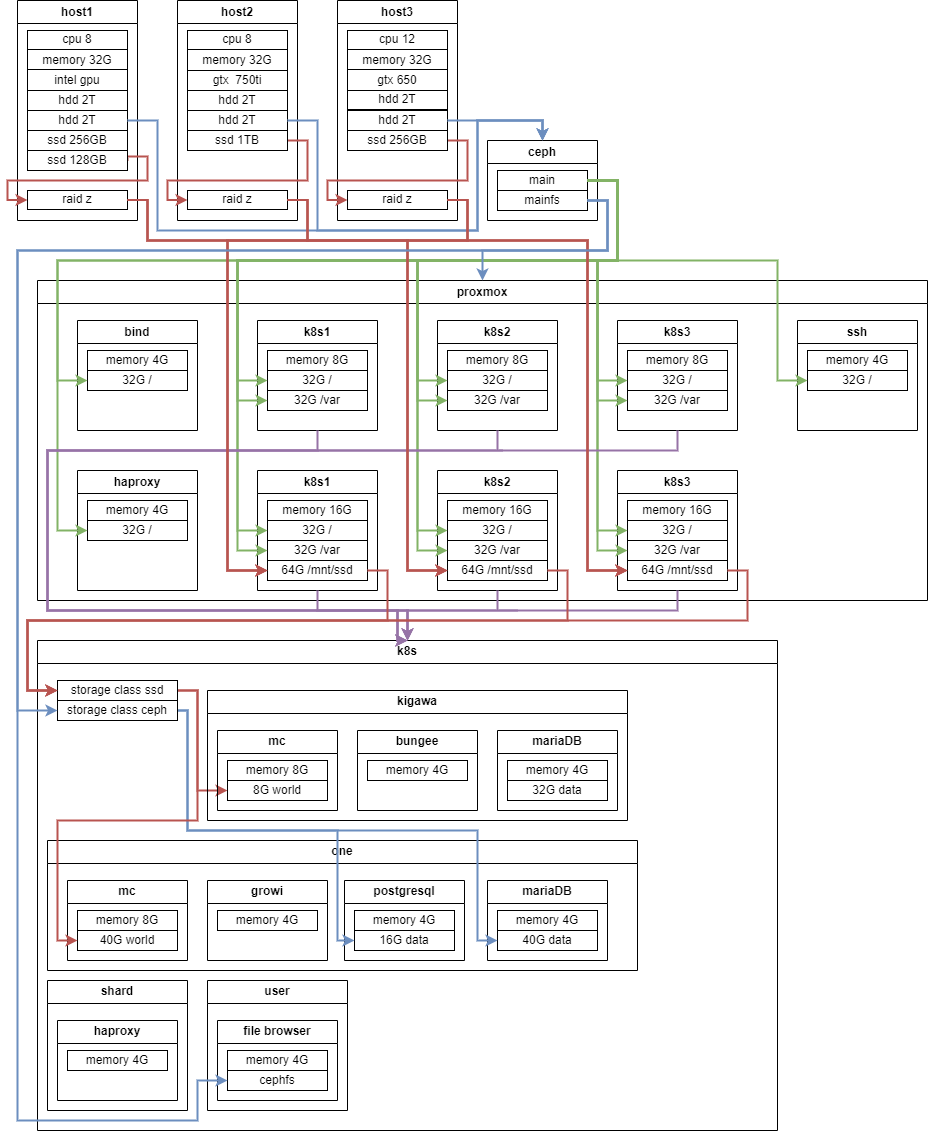 host1
cpu 8
memory 32G
intel gpu
hdd 2T
hdd 2T
ssd 256GB
ssd 128GB
raid z
host2
cpu 8
memory 32G
gtx 750ti
hdd 2T
hdd 2T
ssd 1TB
raid z
host3
cpu 12
memory 32G
gtx 650
hdd 2T
hdd 2T
ssd 256GB
raid z
ceph
main
mainfs
proxmox
bind
memory 4G
32G /
k8s1
memory 8G
32G /
32G /var
k8s2
memory 8G
32G /
32G /var
k8s3
memory 8G
32G /
32G /var
ssh
memory 4G
32G /
haproxy
memory 4G
32G /
k8s1
memory 16G
32G /
32G /var
64G /mnt/ssd
k8s2
memory 16G
32G /
32G /var
64G /mnt/ssd
k8s3
memory 16G
32G /
32G /var
64G /mnt/ssd
k8s
storage class ssd
storage class ceph
kigawa
mc
memory 8G
8G world
bungee
memory 4G
mariaDB
memory 4G
32G data
one
mc
memory 8G
40G world
growi
memory 4G
postgresql
memory 4G
16G data
mariaDB
memory 4G
40G data
shard
haproxy
memory 4G
user
file browser
memory 4G
cephfs